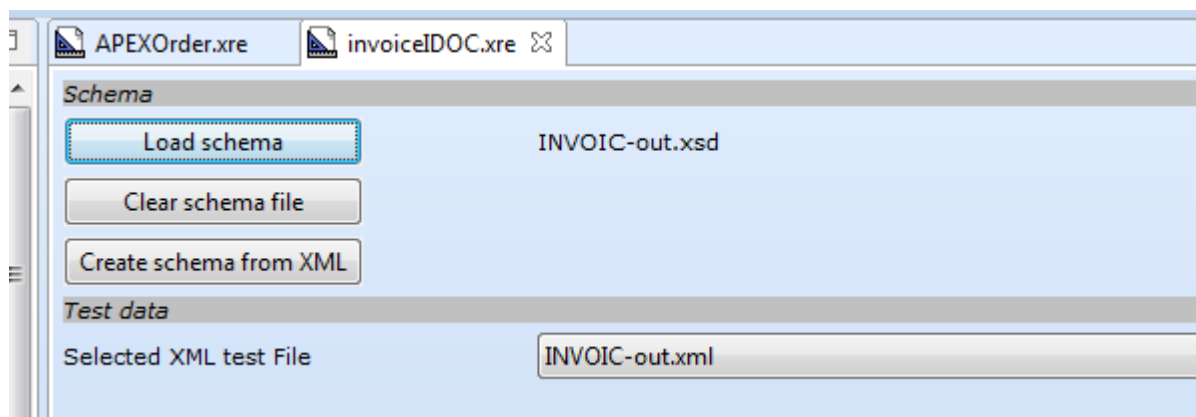 APEXOrder.xre invoiceIDOC.xre
Schema
Load schema INVOIC-out.xsd
Clear schema file
Create schema from XML
Test data
Selected XML test File INVOIC-out.xml